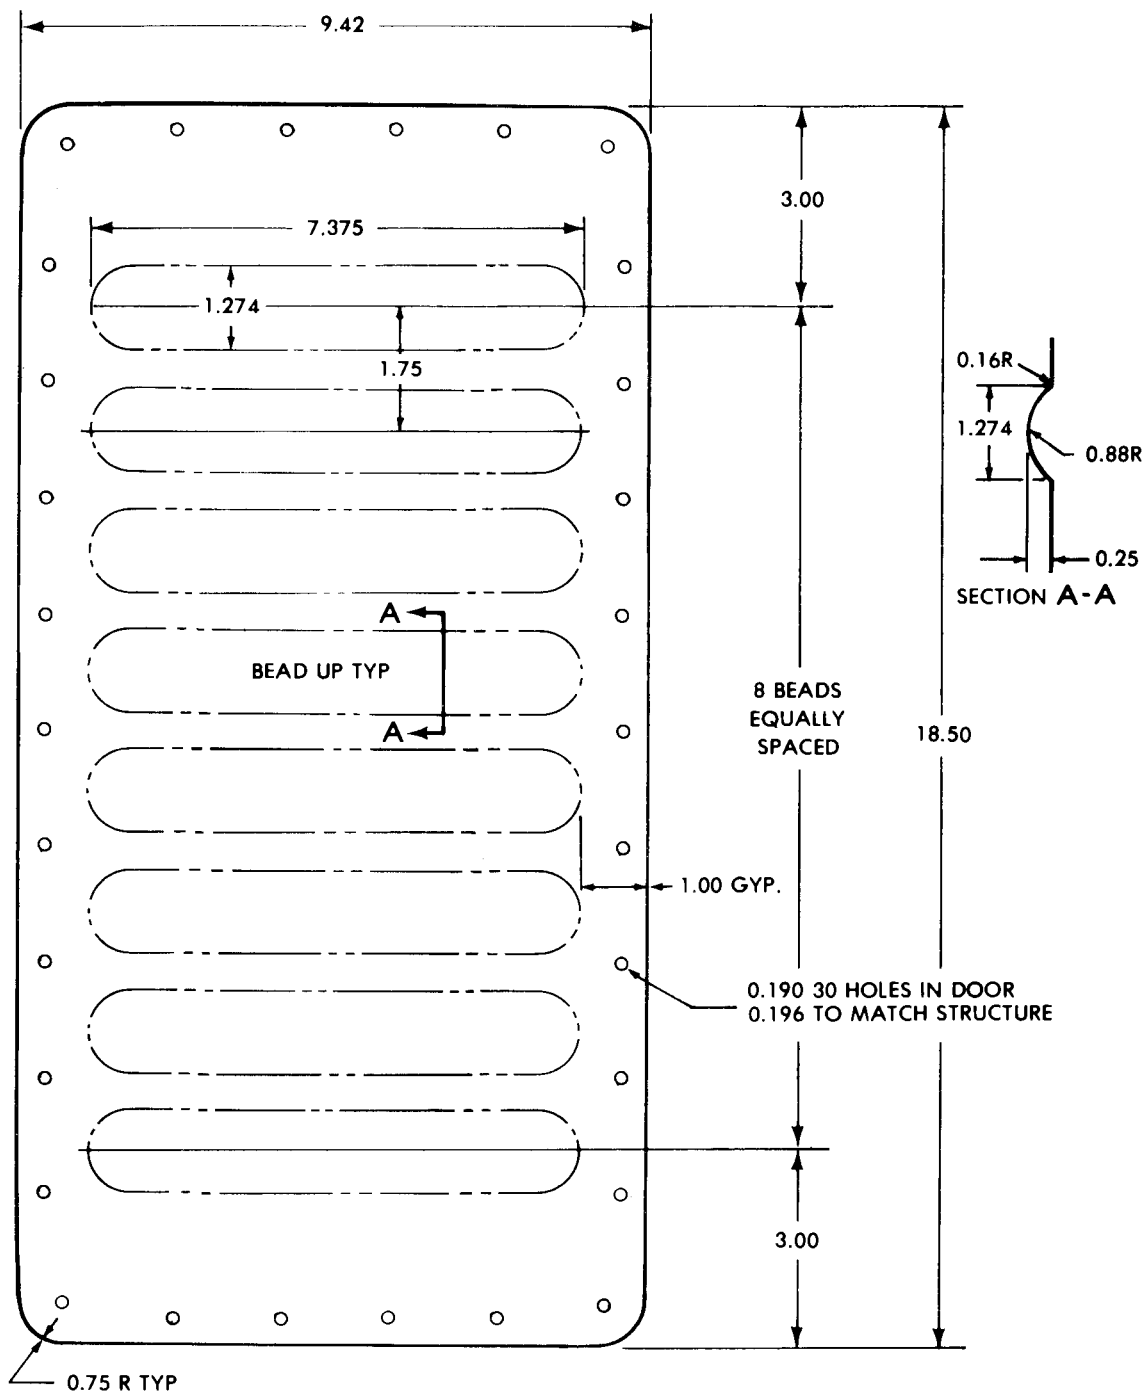 9.42
3.00
7.375
1.274
1.75
0.16R
1.274
0.88R
0.25
SECTION A-A
A
BEAD UP TYP
A
8 BEADS
EQUALLY
SPACED
18.50
1.00 GYP.
0.190 30 HOLES IN DOOR
0.196 TO MATCH STRUCTURE
3.00
0.75 R TYP